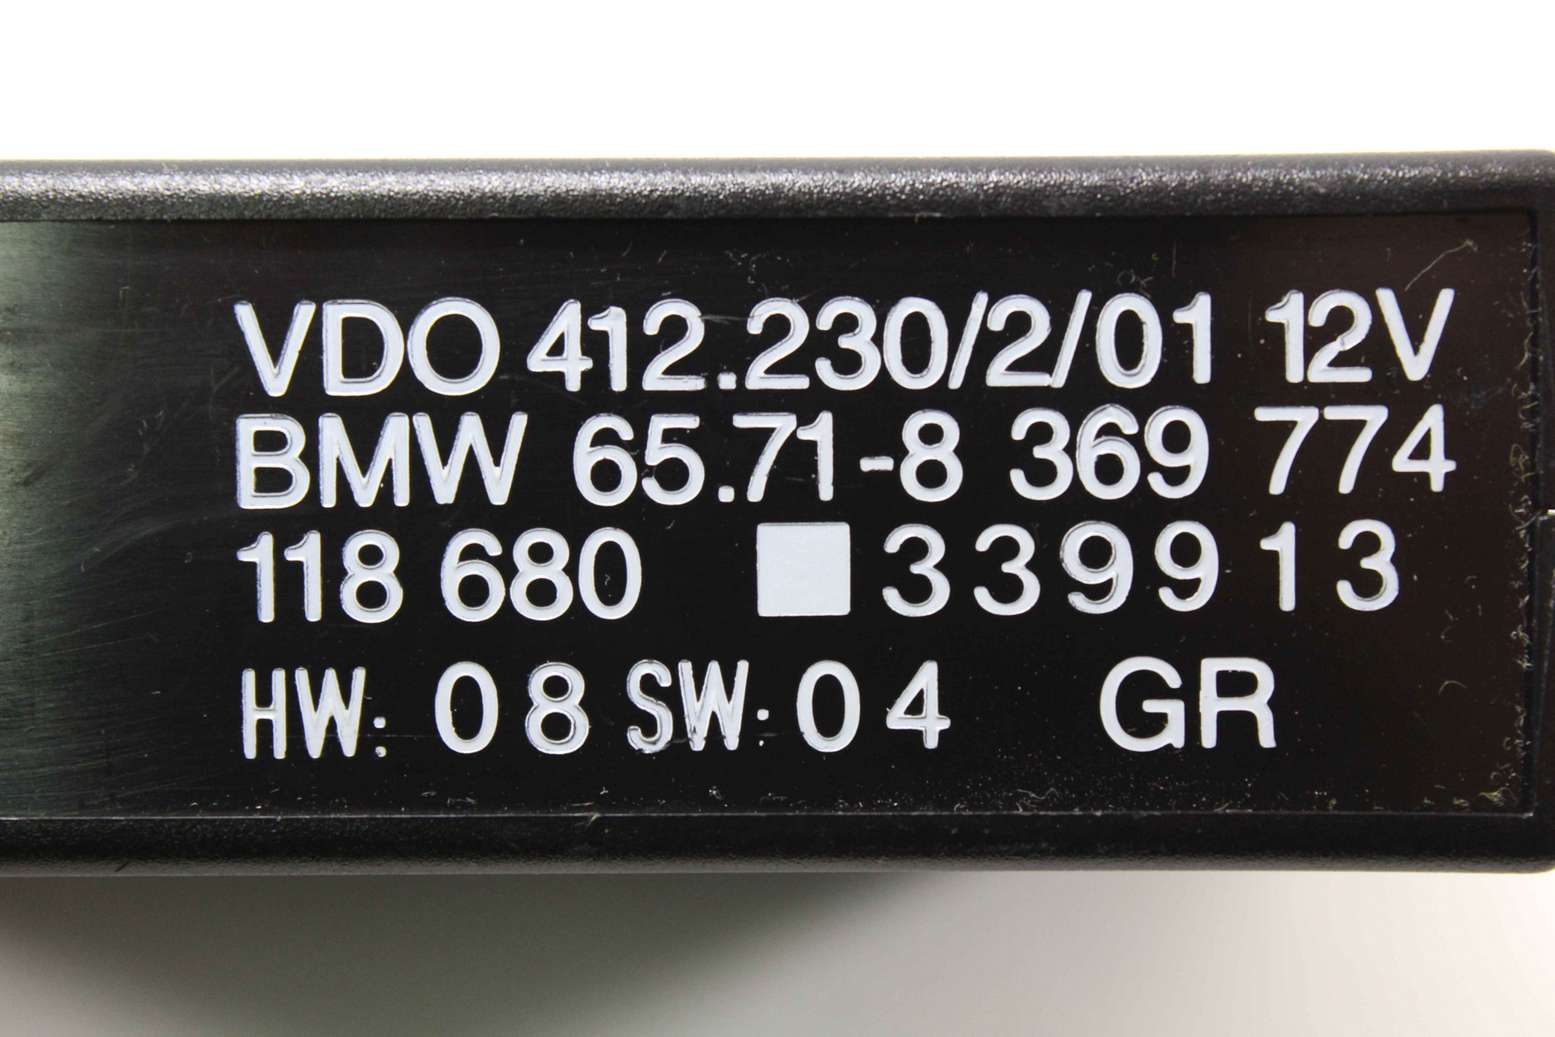 VDO 412.230/2/01 12V
BMW 65.71-8 369 774
118 680 339913
HW: 08 SW: 04 GR